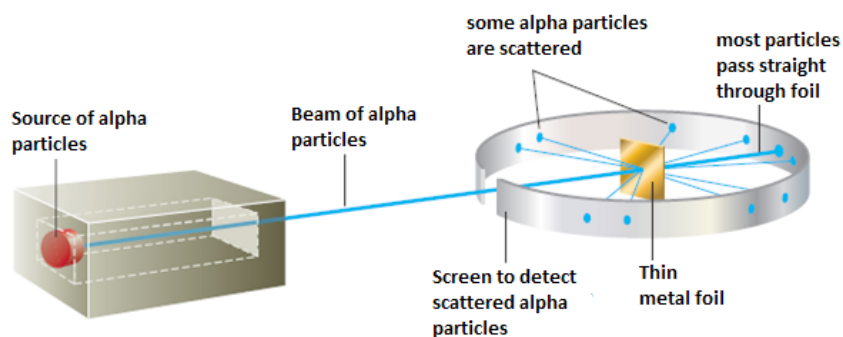 some alpha particles
are scattered
most particles
pass straight
through foil
Source of alpha
particles
Beam of alpha
particles
Screen to detect
scattered alpha
particles
Thin
metal foil